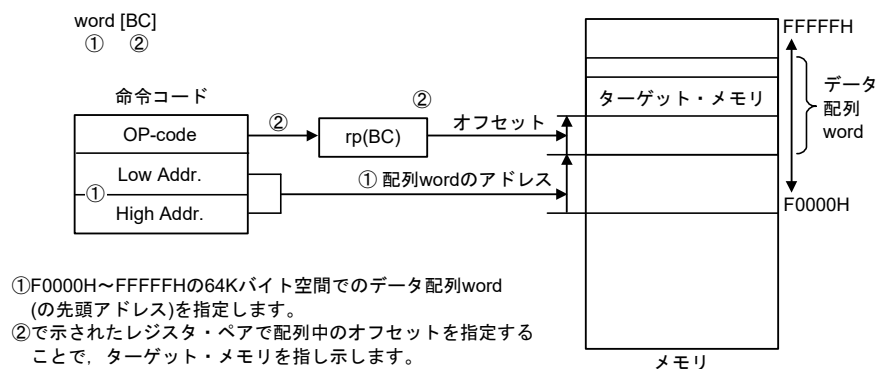 word [BC]
① ②
命令コード
OP-code
Low Addr.
①
High Addr.
②
rp(BC)
②
オフセット
① 配列wordのアドレス
FFFFFH
ターゲット・メモリ
データ
配列
word
F0000H
メモリ
①F0000H~FFFFFHの64Kバイト空間でのデータ配列word
(の先頭アドレス)を指定します。
②で示されたレジスタ・ペアで配列中のオフセットを指定する
ことで,ターゲット・メモリを指し示します。